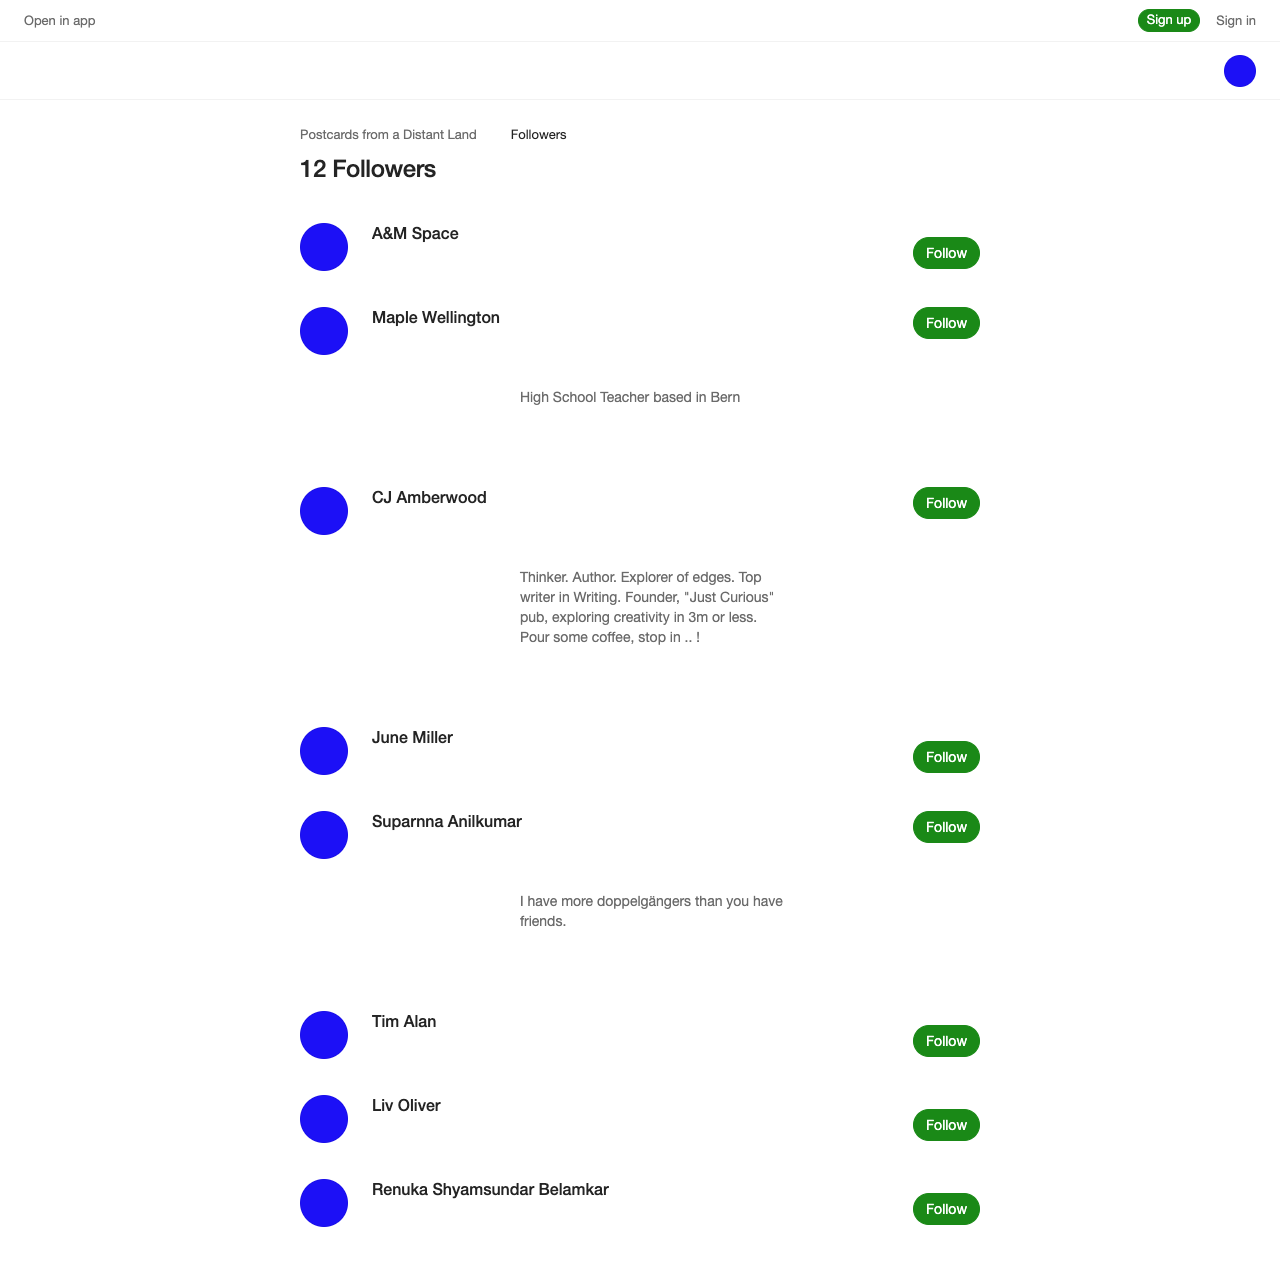 Open in app
Sign up
Sign in
Postcards from a Distant Land
Followers
12 Followers
A&M Space
Follow
Maple Wellington
Follow
High School Teacher based in Bern
CJ Amberwood
Follow
Thinker. Author. Explorer of edges. Top
writer in Writing. Founder, "Just Curious"
pub, exploring creativity in 3m or less.
Pour some coffee, stop in .. !
June Miller
Follow
Suparnna Anilkumar
Follow
I have more doppelgängers than you have
friends.
Tim Alan
Follow
Liv Oliver
Follow
Renuka Shyamsundar Belamkar
Follow